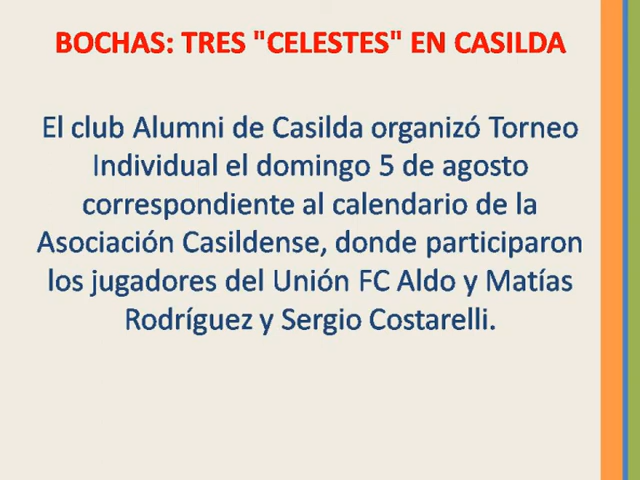 BOCHAS: TRES "CELESTES" EN CASILDA
El club Alumni de Casilda organizó Torneo
Individual el domingo 5 de agosto
correspondiente al calendario de la
Asociación Casildense, donde participaron
los jugadores del Unión FC Aldo y Matías
Rodríguez y Sergio Costarelli.